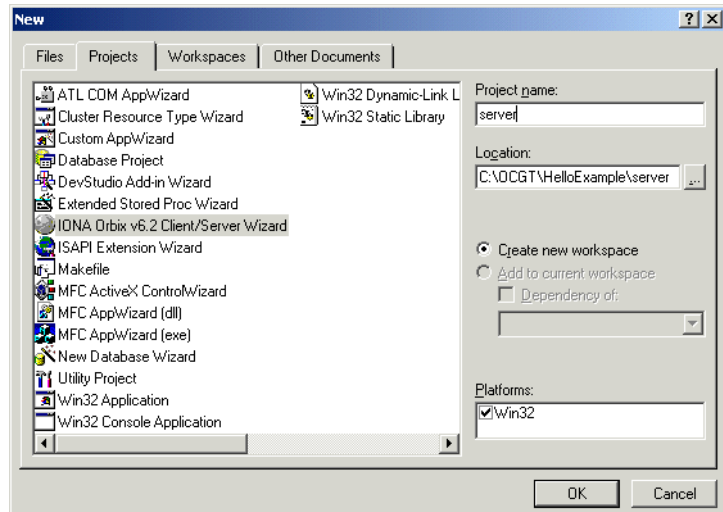 New
Files Projects Workspaces Other Documents
ATL COM AppWizard
Cluster Resource Type Wizard
Custom AppWizard
Database Project
DevStudio Add-in Wizard
Extended Stored Proc Wizard
IONA Orbix v6.2 Client/Server Wizard
ISAPI Extension Wizard
Makefile
MFC ActiveX ControlWizard
MFC AppWizard (dll)
MFC AppWizard (exe)
New Database Wizard
Utility Project
Win32 Application
Win32 Console Application
Win32 Dynamic-Link L
Win32 Static Library
Project name:
server
Location:
C:\OCGT\HelloExample\server
...
Create new workspace
Add to current workspace
Dependency of:
Platforms:
Win32
OK Cancel